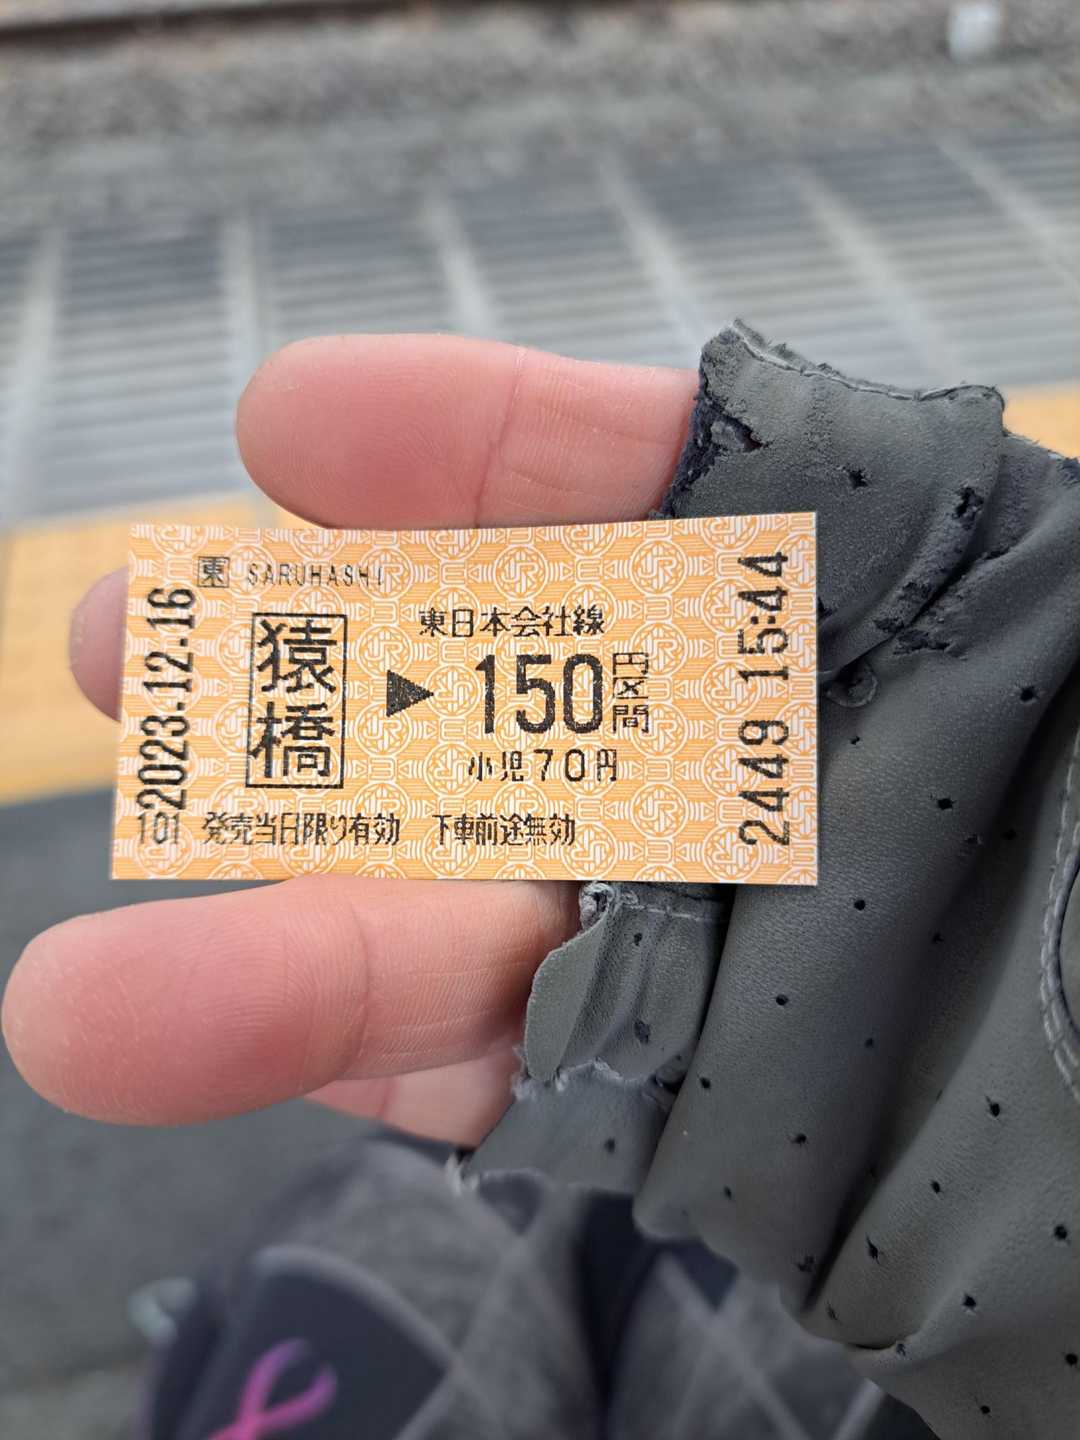 東 SARUHASHI
猿橋
東日本会社線
▶ 150円区間
小児70円
発売当日限り有効 下車前途無効
2023.12.16
101
2449 15:44